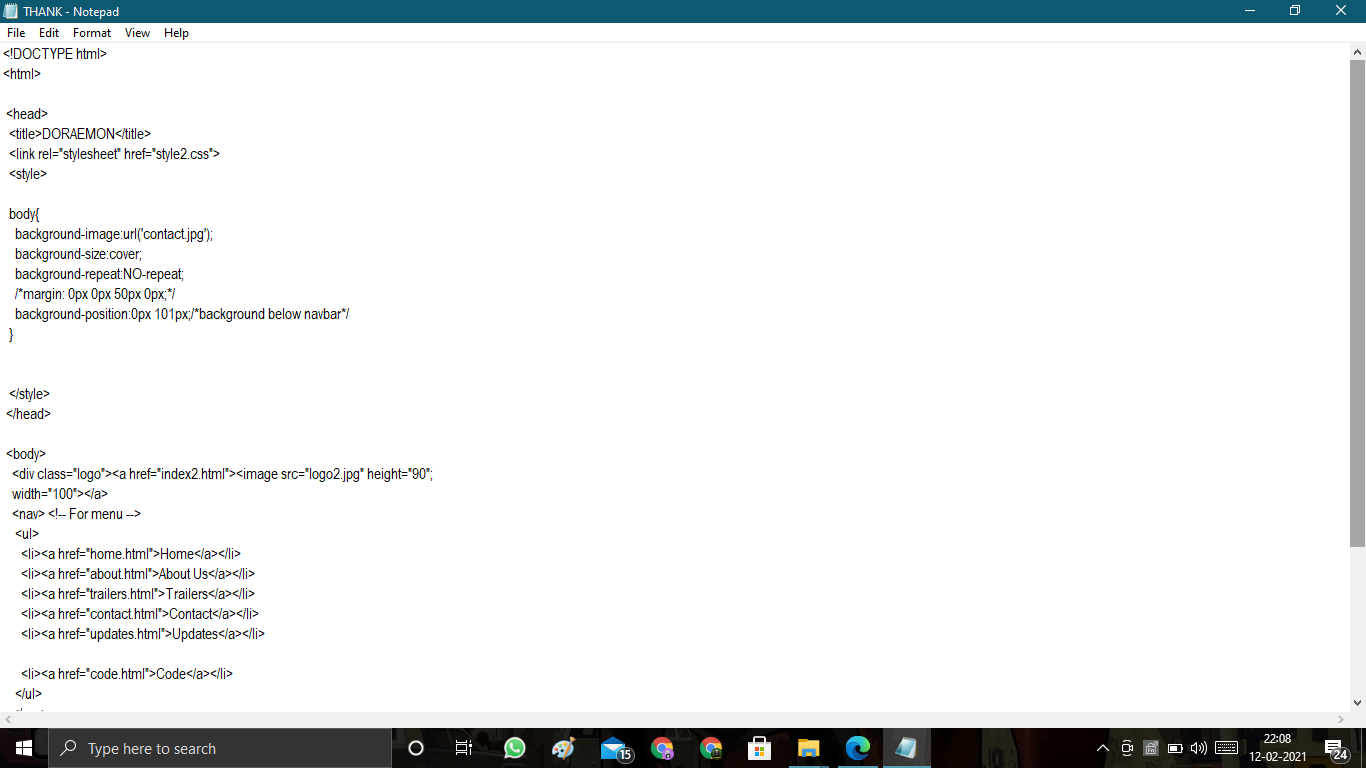 THANK - Notepad
File Edit Format View Help
<!DOCTYPE html>
<html>
<head>
<title>DORAEMON</title>
<link rel="stylesheet" href="style2.css">
<style>
body{
background-image:url('contact.jpg');
background-size:cover;
background-repeat:NO-repeat;
/*margin: 0px 0px 50px 0px;*/
background-position:0px 101px;/*background below navbar*/
}
</style>
</head>
<body>
<div class="logo"><a href="index2.html"><image src="logo2.jpg" height="90";
width="100"></a>
<nav> <!-- For menu -->
<ul>
<li><a href="home.html">Home</a></li>
<li><a href="about.html">About Us</a></li>
<li><a href="trailers.html">Trailers</a></li>
<li><a href="contact.html">Contact</a></li>
<li><a href="updates.html">Updates</a></li>
<li><a href="code.html">Code</a></li>
</ul>
Type here to search
15
22:08
12-02-2021
24